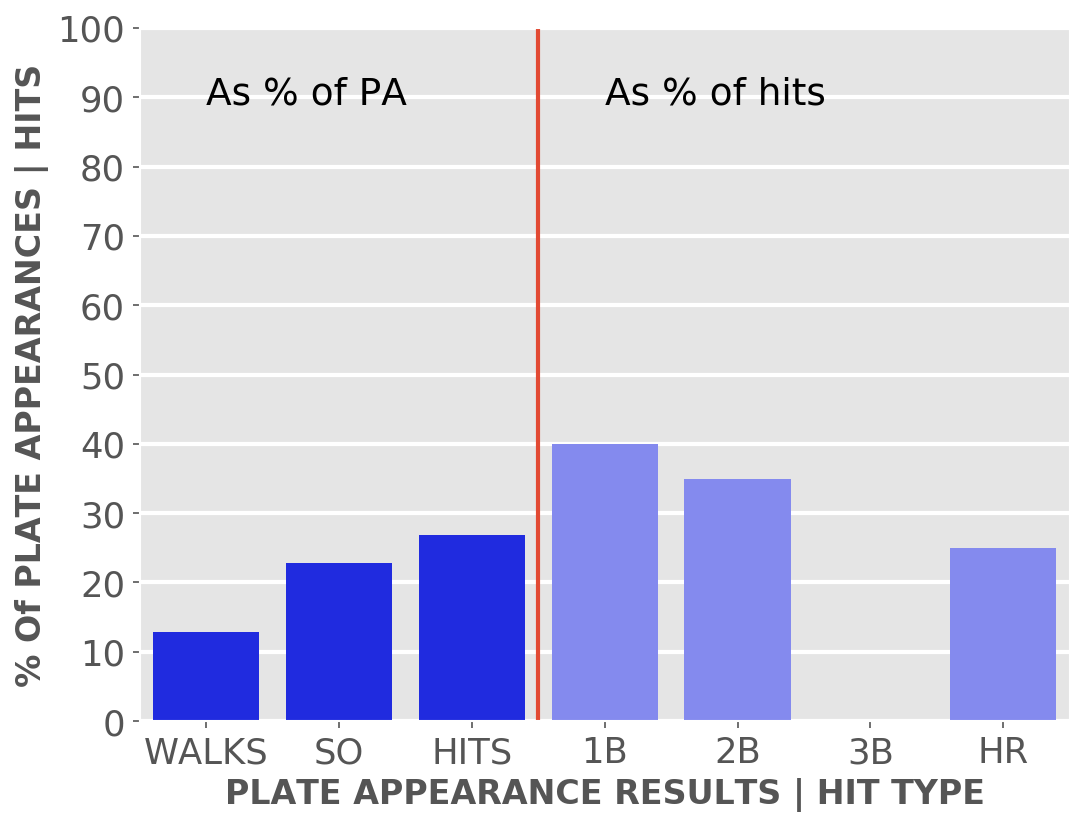 % Of PLATE APPEARANCES | HITS
100
90
80
70
60
50
40
30
20
10
0
As % of PA
As % of hits
WALKS SO HITS 1B 2B 3B HR
PLATE APPEARANCE RESULTS | HIT TYPE